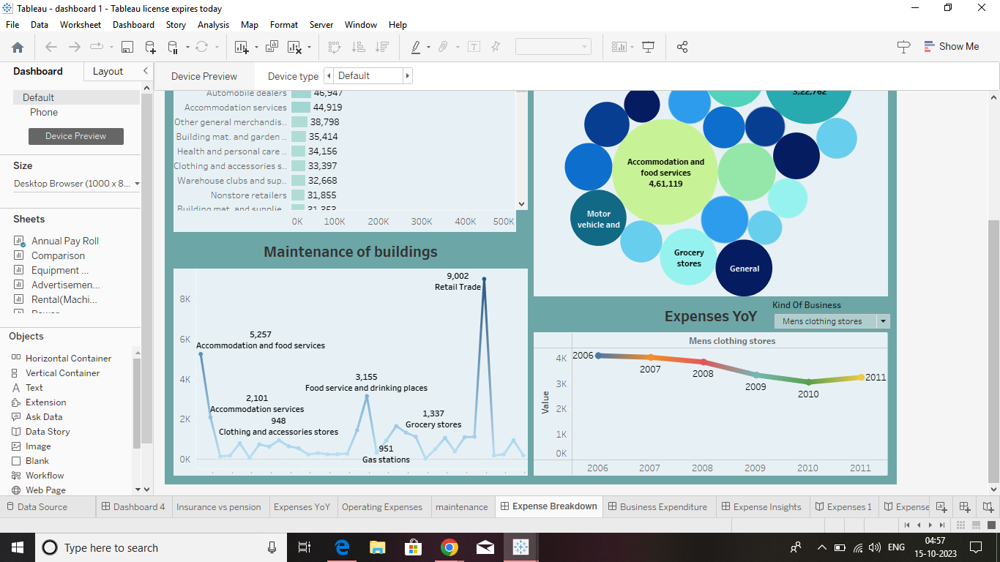 Tableau - dashboard 1 - Tableau license expires today
File Data Worksheet Dashboard Story Analysis Map Format Server Window Help
Show Me
Dashboard Layout
Device Preview Device type Default
Default
Phone
Device Preview
Size
Desktop Browser (1000 x 8...
Sheets
Annual Pay Roll
Comparison
Equipment ...
Advertisemen...
Rental(Machi...
Objects
Horizontal Container
Vertical Container
Text
Extension
Ask Data
Data Story
Image
Blank
Workflow
Web Page
Automobile dealers 46,947
Accommodation services 44,919
Other general merchandis.. 38,798
Building mat. and garden .. 35,414
Health and personal care .. 34,156
Clothing and accessories s.. 33,397
Warehouse clubs and sup.. 32,668
Nonstore retailers 31,855
Building mat. and supplie.. 31,353
0K 100K 200K 300K 400K 500K
3,22,762
Accommodation and
food services
4,61,119
Motor
vehicle and
Grocery
stores
General
Maintenance of buildings
8K
6K
4K
2K
0K
9,002
Retail Trade
5,257
Accommodation and food services
3,155
Food service and drinking places
2,101
Accommodation services
948
Clothing and accessories stores
1,337
Grocery stores
951
Gas stations
Expenses YoY
Kind Of Business
Mens clothing stores
Mens clothing stores
Value
4K
3K
2K
1K
0K
2006
2007
2008
2009
2010
2011
2006 2007 2008 2009 2010 2011
Data Source Dashboard 4 Insurance vs pension Expenses YoY Operating Expenses maintenance Expense Breakdown Business Expenditure Expense Insights Expenses 1 Expense
Type here to search
ENG
04:57
15-10-2023